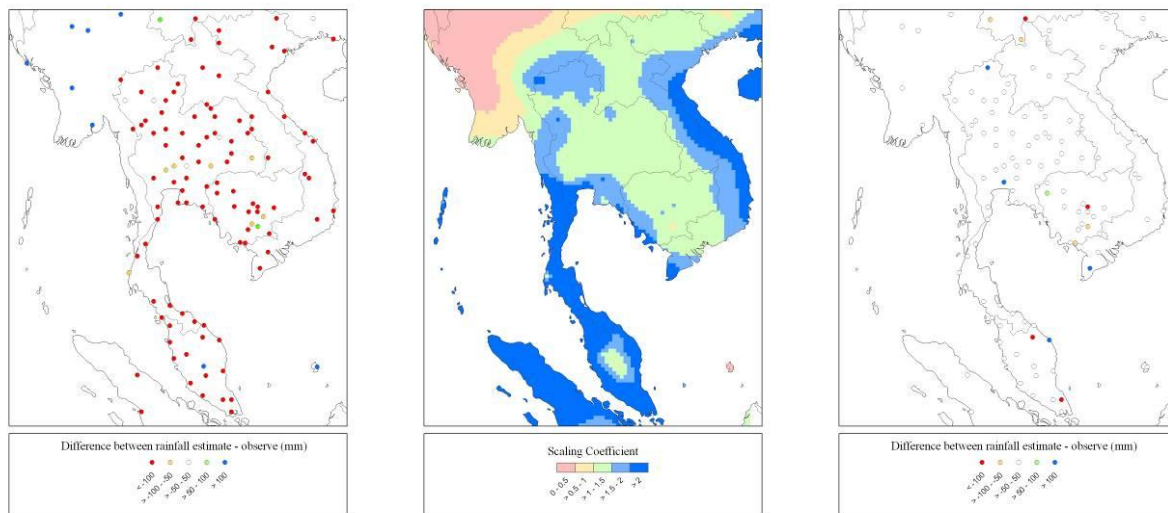 Difference between rainfall estimate - observe (mm)
< -100
> -100 - -50
> -50 - 50
> 50 - 100
> 100
Scaling Coefficient
0 - 0.5
> 0.5 - 1
> 1 - 1.5
> 1.5 - 2
> 2
Difference between rainfall estimate - observe (mm)
< -100
> -100 - -50
> -50 - 50
> 50 - 100
> 100